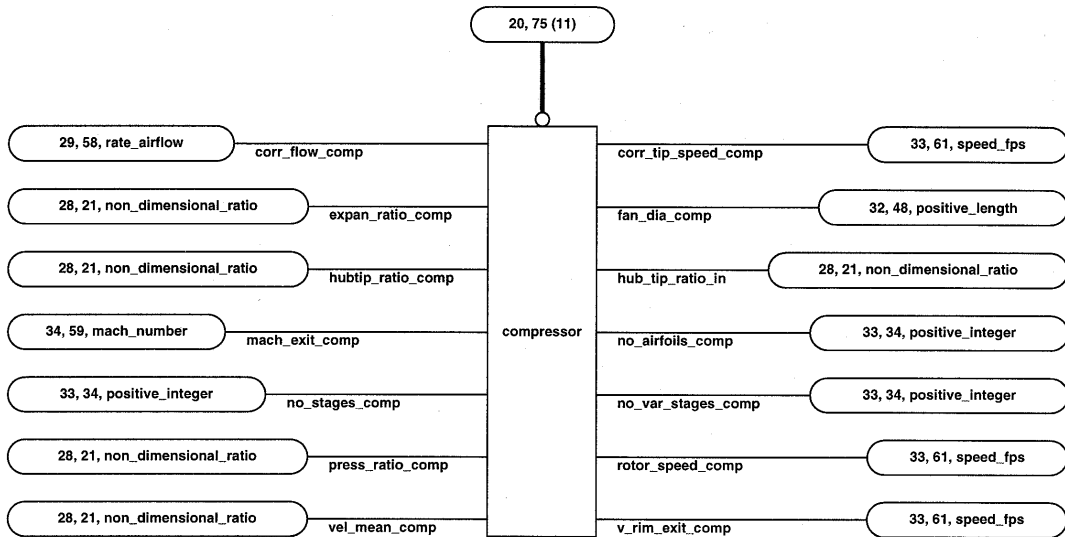 20, 75 (11)
29, 58, rate_airflow
corr_flow_comp
corr_tip_speed_comp
33, 61, speed_fps
28, 21, non_dimensional_ratio
expan_ratio_comp
fan_dia_comp
32, 48, positive_length
28, 21, non_dimensional_ratio
hubtip_ratio_comp
hub_tip_ratio_in
28, 21, non_dimensional_ratio
34, 59, mach_number
mach_exit_comp
compressor
no_airfoils_comp
33, 34, positive_integer
33, 34, positive_integer
no_stages_comp
no_var_stages_comp
33, 34, positive_integer
28, 21, non_dimensional_ratio
press_ratio_comp
rotor_speed_comp
33, 61, speed_fps
28, 21, non_dimensional_ratio
vel_mean_comp
v_rim_exit_comp
33, 61, speed_fps